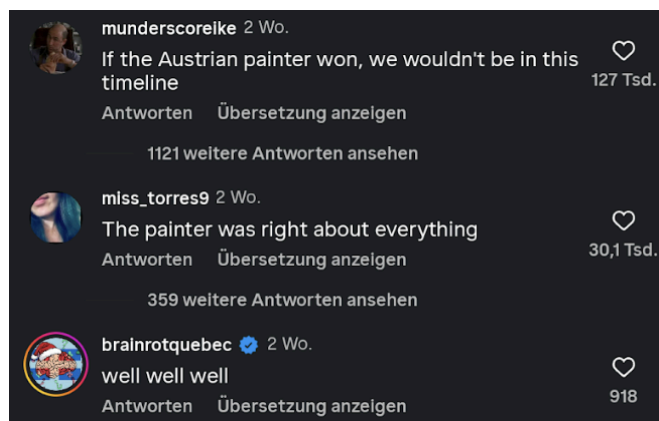 munderscoreike 2 Wo.
If the Austrian painter won, we wouldn't be in this
timeline
127 Tsd.
Antworten Übersetzung anzeigen
1121 weitere Antworten ansehen
miss_torres9 2 Wo.
The painter was right about everything
30,1 Tsd.
Antworten Übersetzung anzeigen
359 weitere Antworten ansehen
brainrotquebec 2 Wo.
well well well
918
Antworten Übersetzung anzeigen